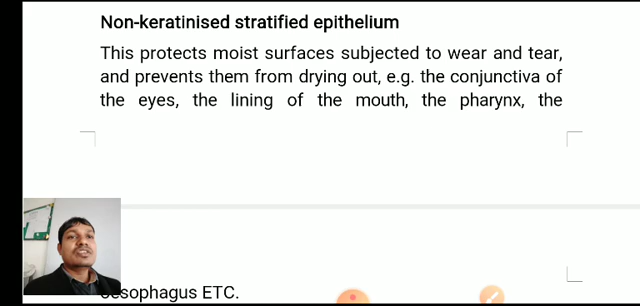 Non-keratinised stratified epithelium
This protects moist surfaces subjected to wear and tear,
and prevents them from drying out, e.g. the conjunctiva of
the eyes, the lining of the mouth, the pharynx, the
oesophagus ETC.